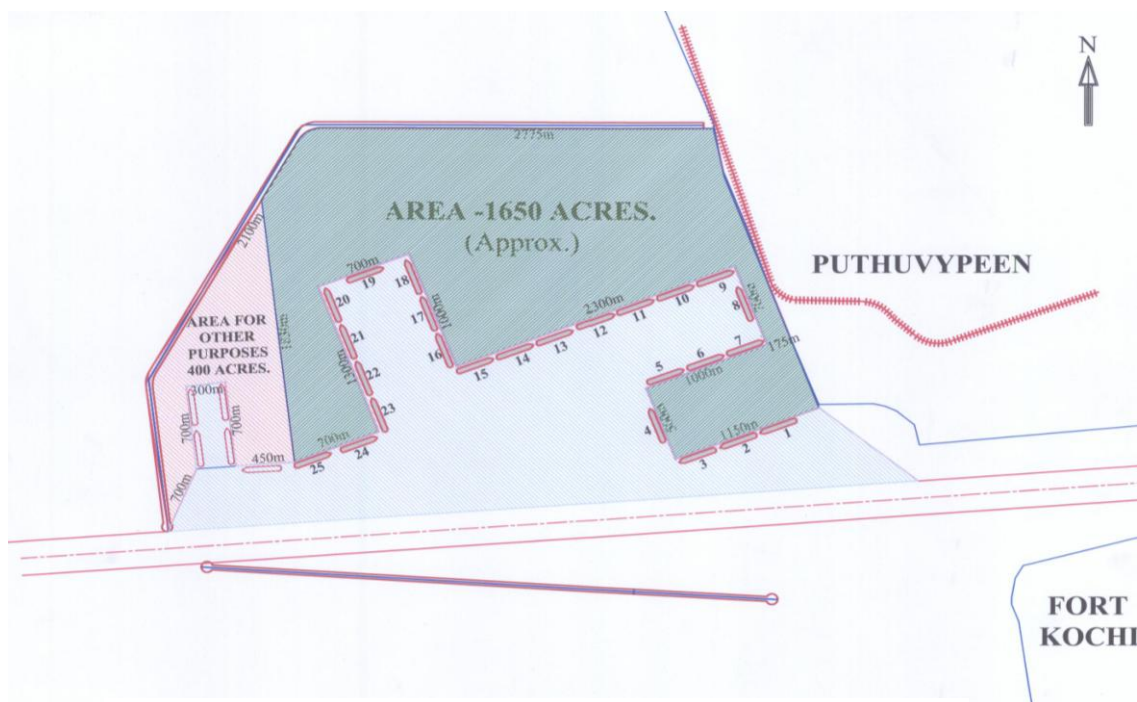 N
2775m
AREA -1650 ACRES.
(Approx.)
2100m
PUTHUVYPEEN
700m
19
18
20
9
10
11
2300m
12
13
14
15
8
17
1000m
16
7
175m
AREA FOR
OTHER
PURPOSES
400 ACRES.
21
1300m
22
23
6
5
1000m
300m
700m
700m
4
1150m
1
2
3
700m
24
25
450m
700m
FORT
KOCHI